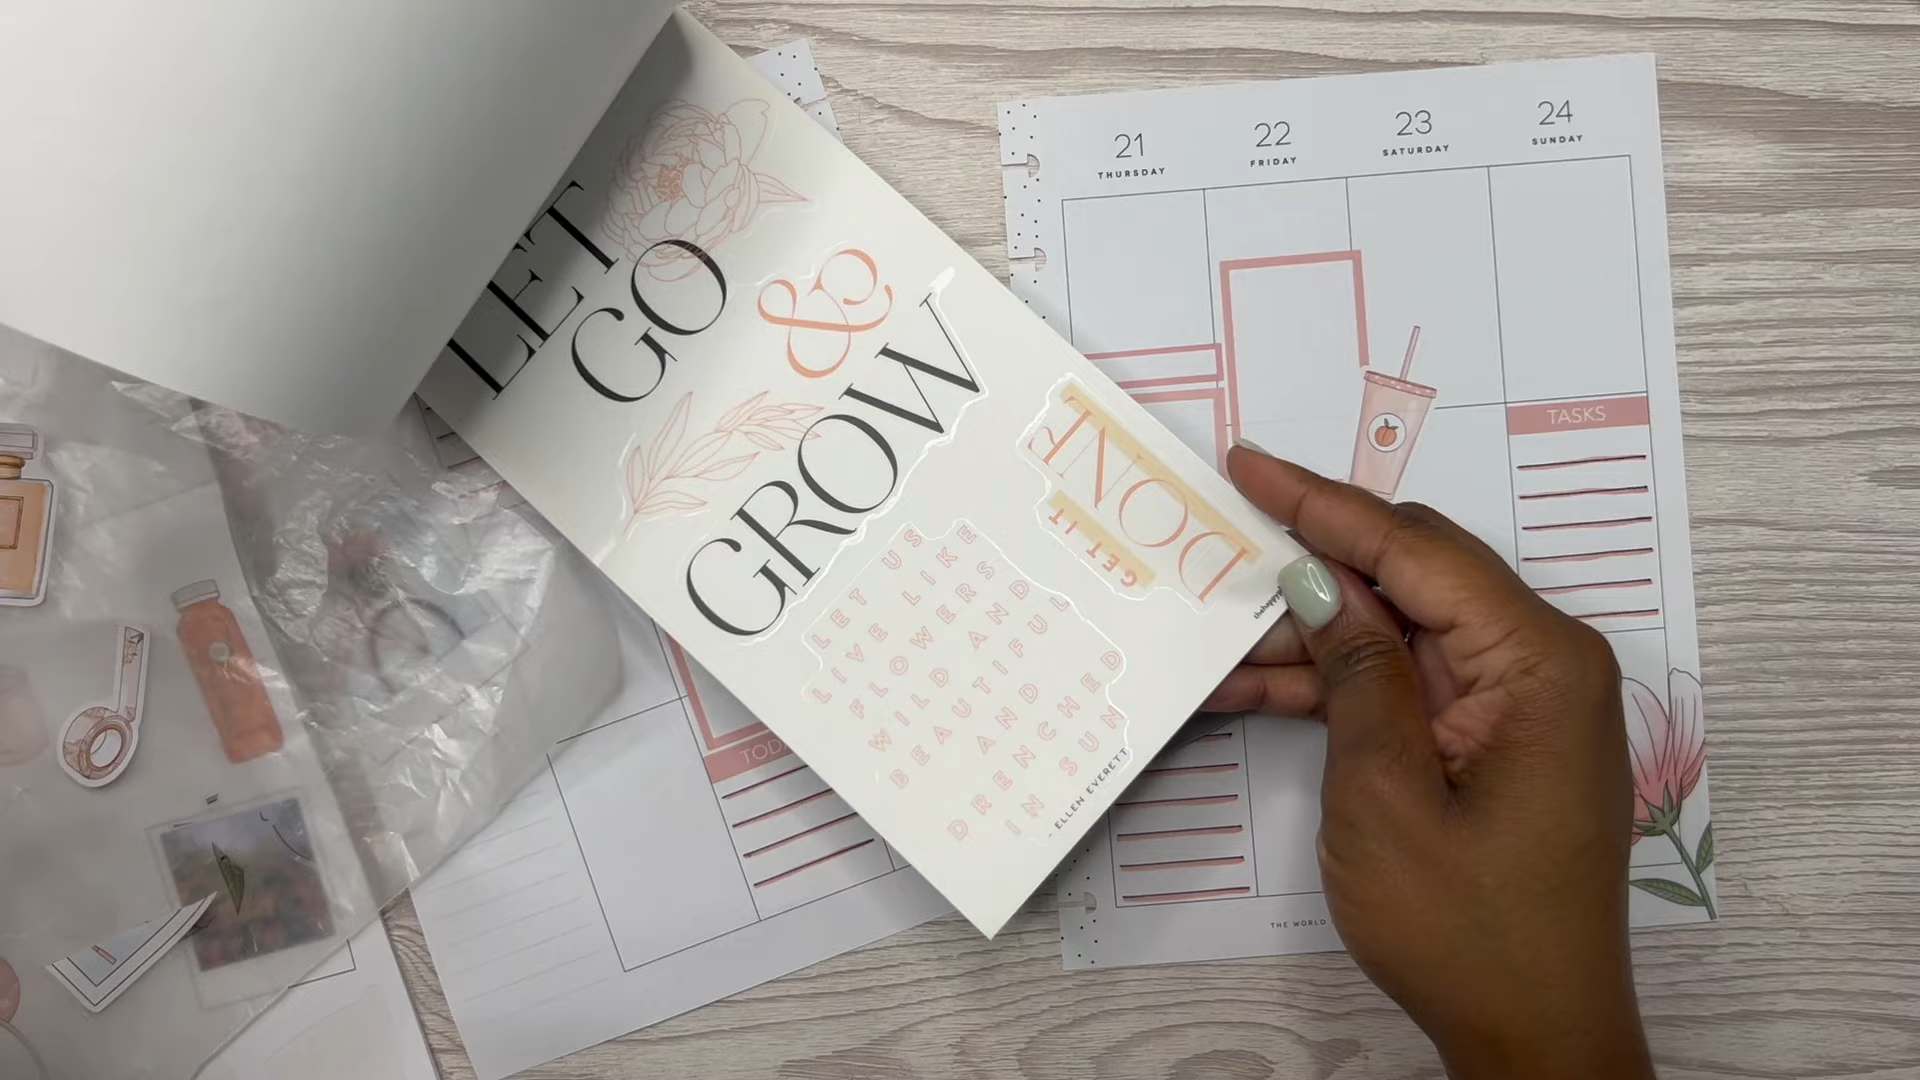 LET
GO
&
GROW
GET IT
DONE
LET US
LIVE LIKE
FLOWERS
WILD AND
BEAUTIFUL
AND
DRENCHED
IN SUN
- ELLEN EVERETT
21
THURSDAY
22
FRIDAY
23
SATURDAY
24
SUNDAY
TASKS
THE WORLD